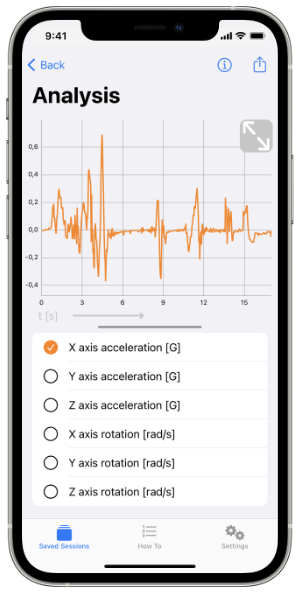 9:41
Back
Analysis
0,6
0,4
0,2
0,0
-0,2
-0,4
0 3 6 9 12 15
t [s]
X axis acceleration [G]
Y axis acceleration [G]
Z axis acceleration [G]
X axis rotation [rad/s]
Y axis rotation [rad/s]
Z axis rotation [rad/s]
Saved Sessions How To Settings